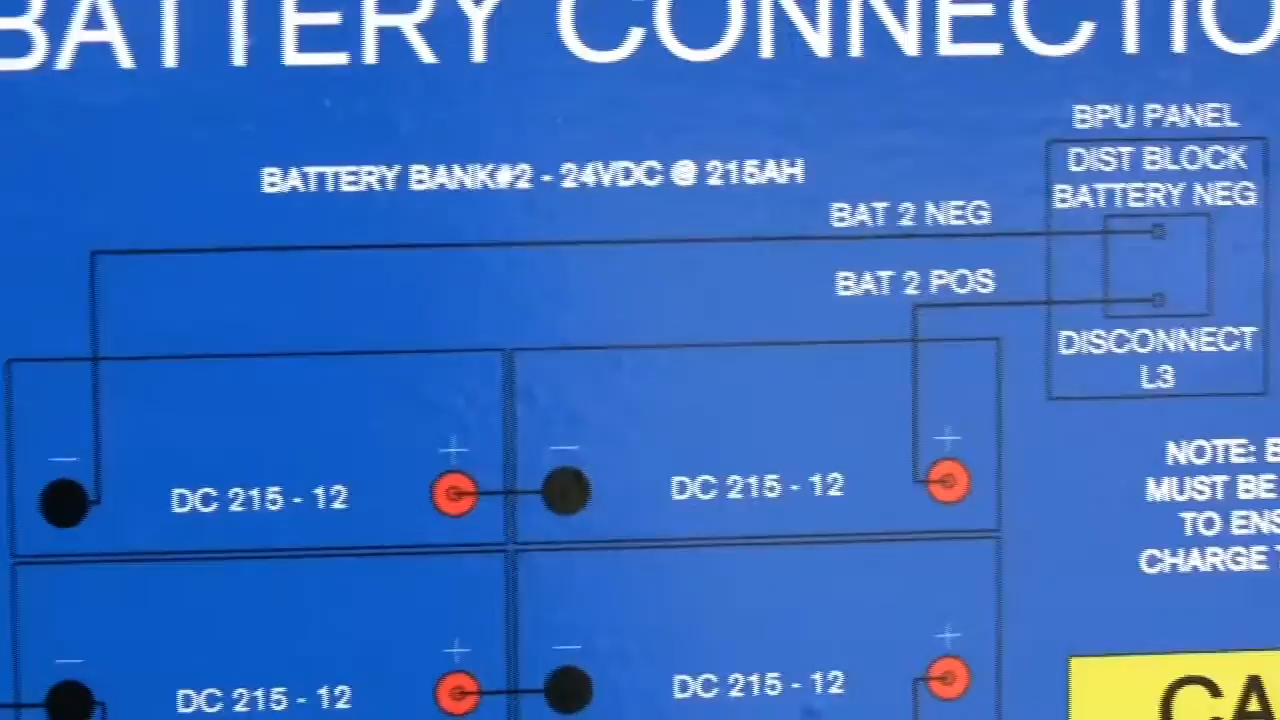 BATTERY CONNECTIO
BPU PANEL
DIST BLOCK
BATTERY NEG
BATTERY BANK#2 - 24VDC @ 215AH
BAT 2 NEG
BAT 2 POS
DISCONNECT
L3
− + − +
DC 215 - 12
DC 215 - 12
NOTE: B
MUST BE
TO ENS
CHARGE T
− + − +
DC 215 - 12
DC 215 - 12
CA